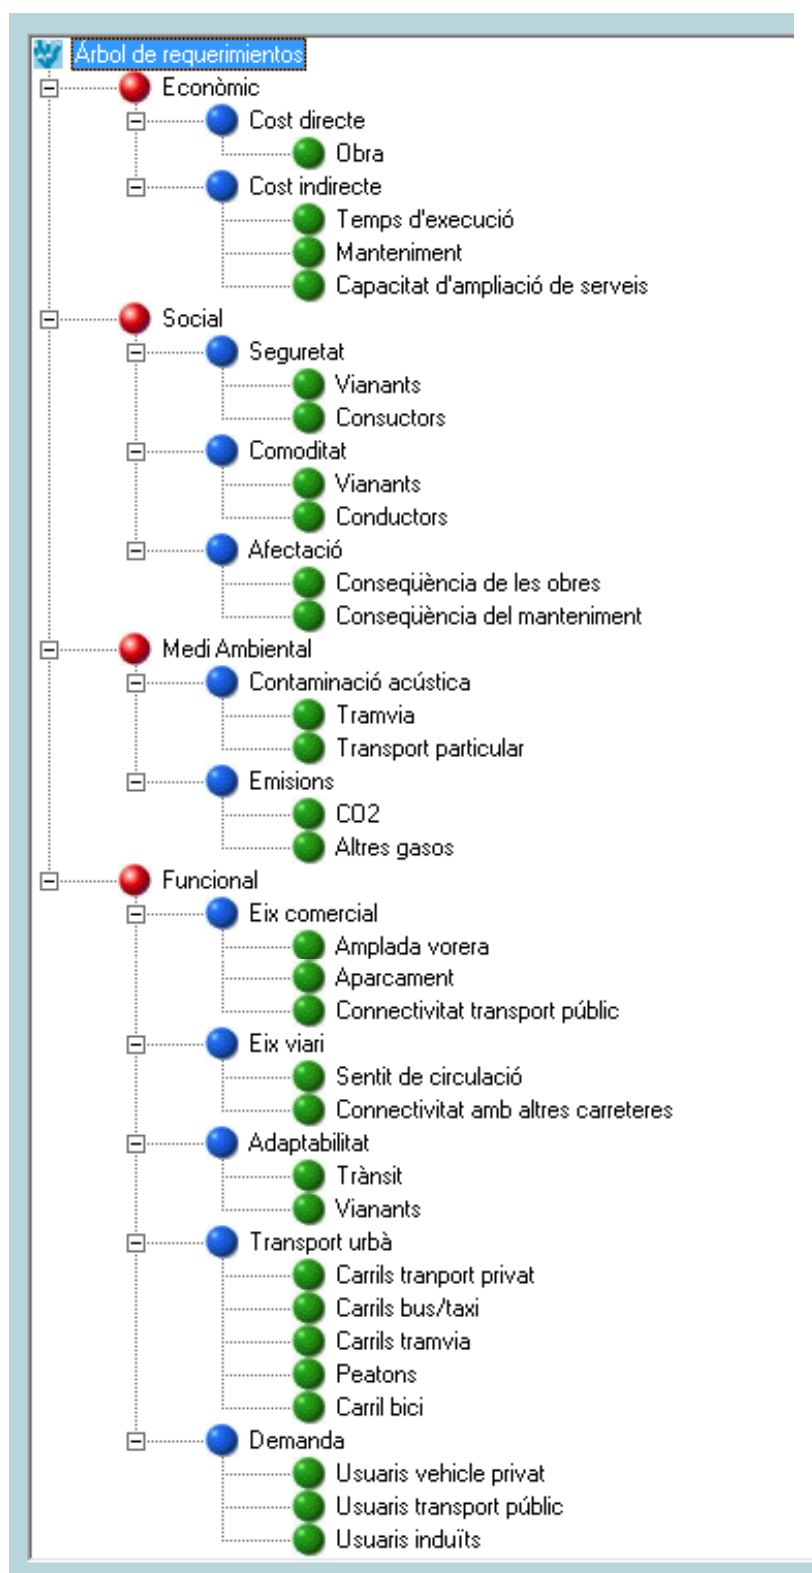 Árbol de requerimientos
Econòmic
Cost directe
Obra
Cost indirecte
Temps d'execució
Manteniment
Capacitat d'ampliació de serveis
Social
Seguretat
Vianants
Consuctors
Comoditat
Vianants
Conductors
Afectació
Conseqüència de les obres
Conseqüència del manteniment
Medi Ambiental
Contaminació acústica
Tramvia
Transport particular
Emisions
CO2
Altres gasos
Funcional
Eix comercial
Amplada vorera
Aparcament
Connectivitat transport públic
Eix viari
Sentit de circulació
Connectivitat amb altres carreteres
Adaptabilitat
Trànsit
Vianants
Transport urbà
Carrils tranport privat
Carrils bus/taxi
Carrils tramvia
Peatons
Carril bici
Demanda
Usuaris vehicle privat
Usuaris transport públic
Usuaris induïts